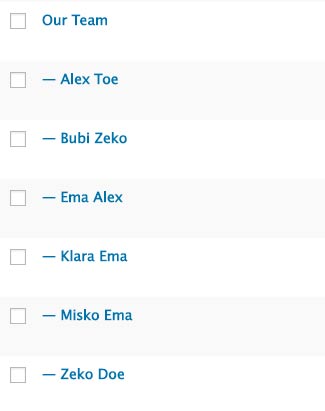 Our Team
— Alex Toe
— Bubi Zeko
— Ema Alex
— Klara Ema
— Misko Ema
— Zeko Doe